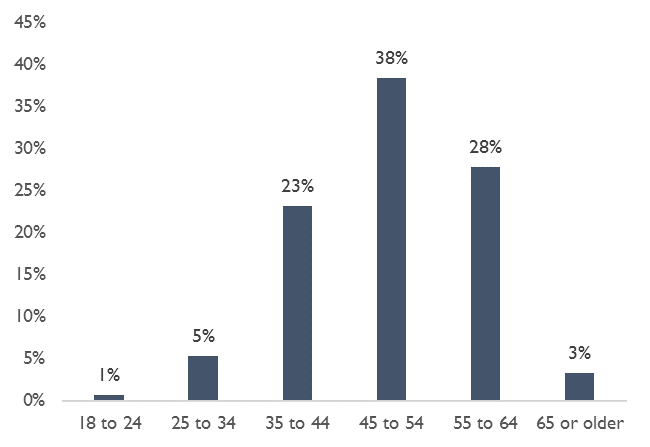 45%
40%
35%
30%
25%
20%
15%
10%
5%
0%
1%
5%
23%
38%
28%
3%
18 to 24
25 to 34
35 to 44
45 to 54
55 to 64
65 or older